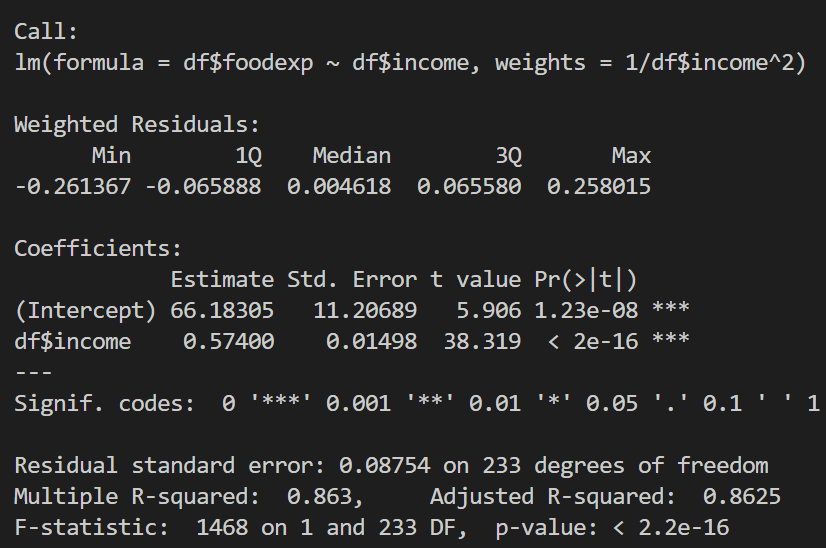 Call:
lm(formula = df$foodexp ~ df$income, weights = 1/df$income^2)
Weighted Residuals:
Min 1Q Median 3Q Max
-0.261367 -0.065888 0.004618 0.065580 0.258015
Coefficients:
Estimate Std. Error t value Pr(>|t|)
(Intercept) 66.18305 11.20689 5.906 1.23e-08 ***
df$income 0.57400 0.01498 38.319 < 2e-16 ***
---
Signif. codes: 0 '***' 0.001 '**' 0.01 '*' 0.05 '.' 0.1 ' ' 1
Residual standard error: 0.08754 on 233 degrees of freedom
Multiple R-squared: 0.863, Adjusted R-squared: 0.8625
F-statistic: 1468 on 1 and 233 DF, p-value: < 2.2e-16